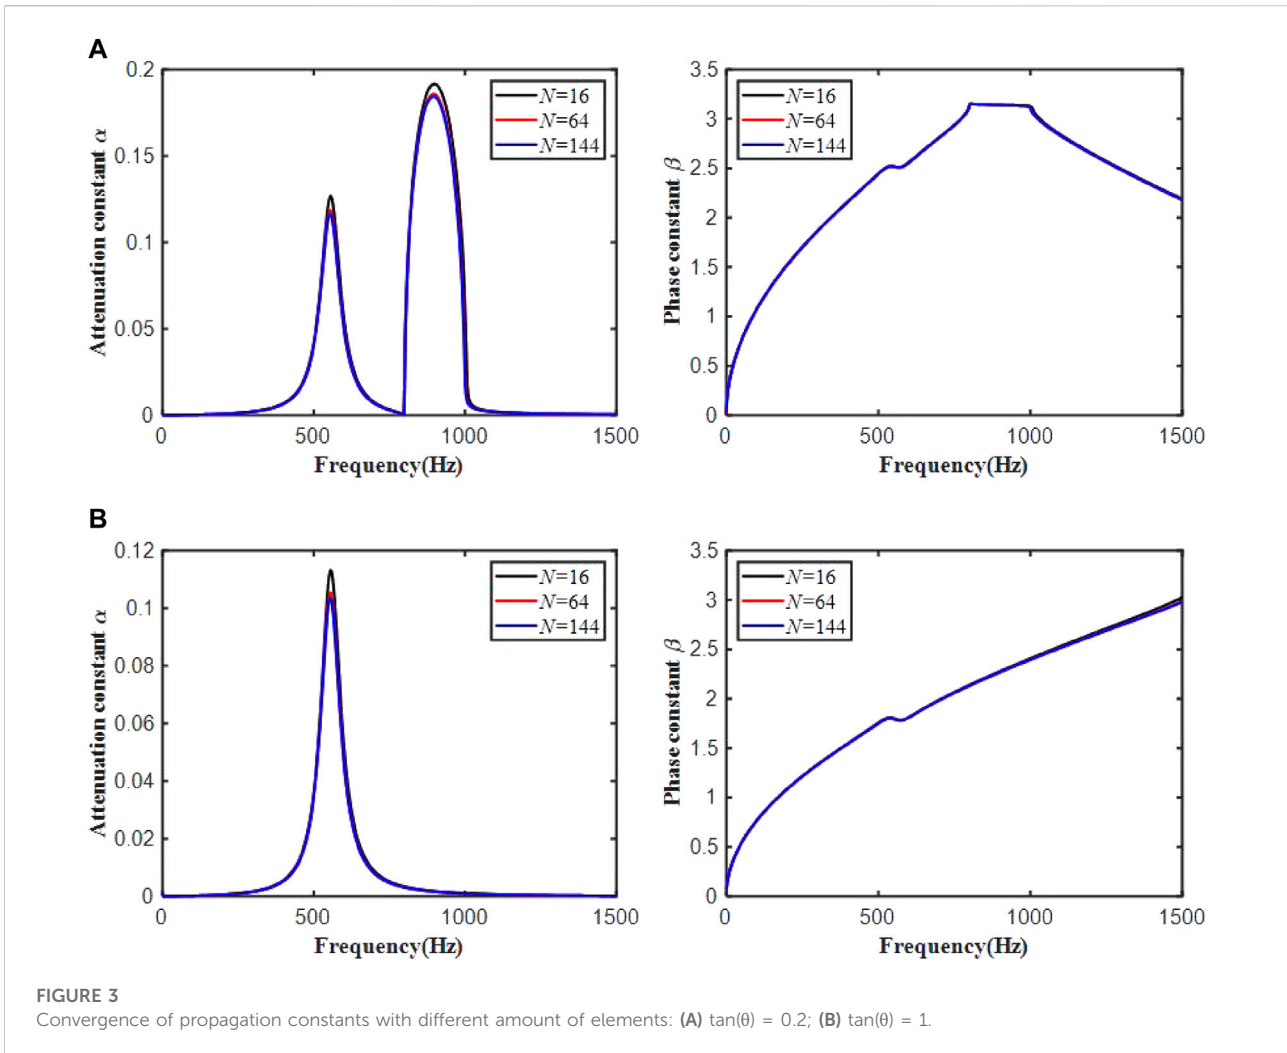 A
0.2
0.15
0.1
0.05
0
0 500 1000 1500
Attenuation constant α
Frequency(Hz)
N=16
N=64
N=144
3.5
3
2.5
2
1.5
1
0.5
0
0 500 1000 1500
Phase constant β
Frequency(Hz)
N=16
N=64
N=144
B
0.12
0.1
0.08
0.06
0.04
0.02
0
0 500 1000 1500
Attenuation constant α
Frequency(Hz)
N=16
N=64
N=144
3.5
3
2.5
2
1.5
1
0.5
0
0 500 1000 1500
Phase constant β
Frequency(Hz)
N=16
N=64
N=144
FIGURE 3
Convergence of propagation constants with different amount of elements: (A) tan(θ) = 0.2; (B) tan(θ) = 1.